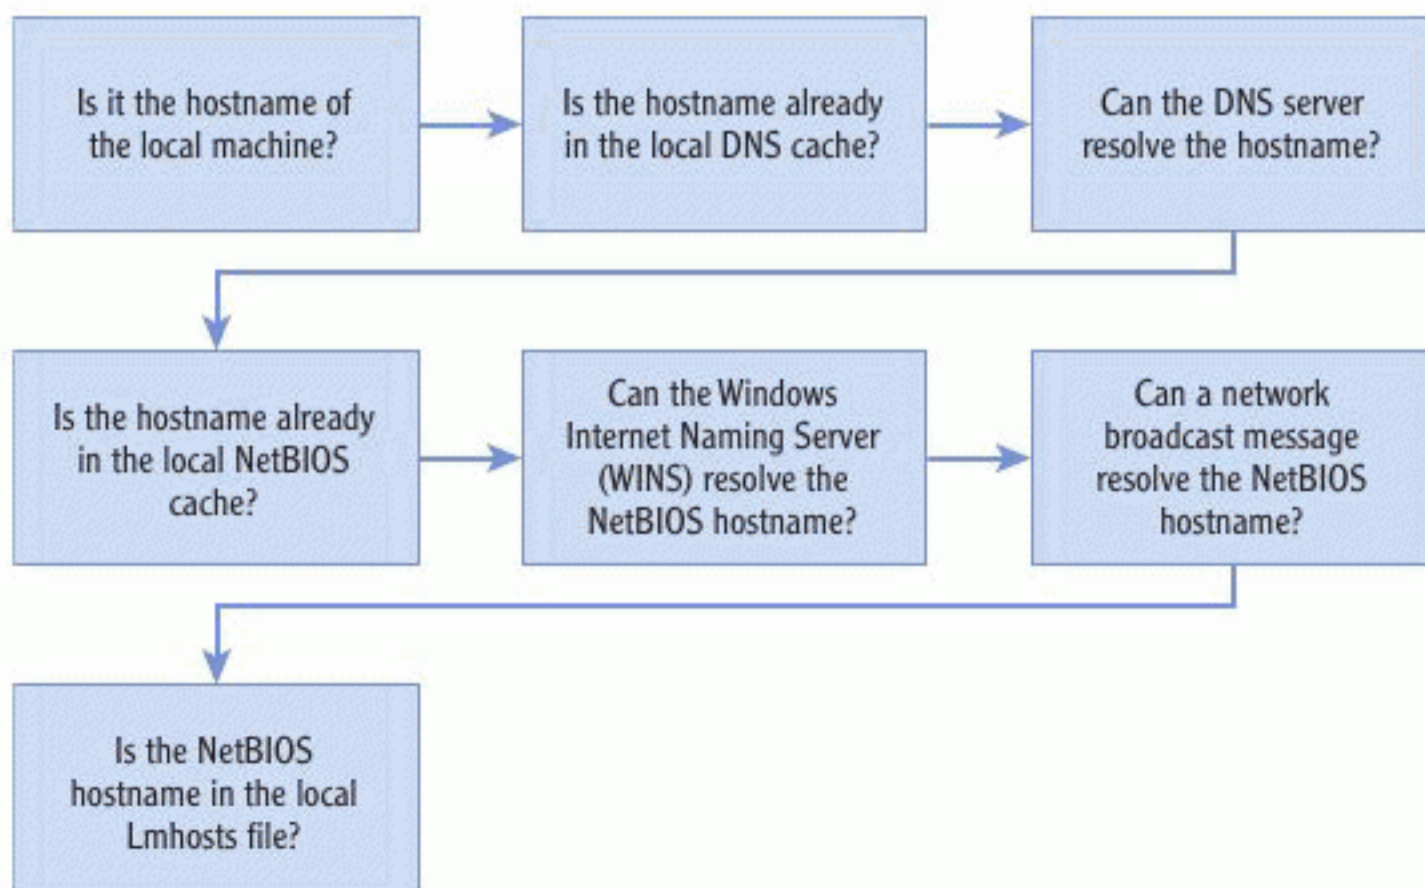 Is it the hostname of
the local machine?
Is the hostname already
in the local DNS cache?
Can the DNS server
resolve the hostname?
Is the hostname already
in the local NetBIOS
cache?
Can the Windows
Internet Naming Server
(WINS) resolve the
NetBIOS hostname?
Can a network
broadcast message
resolve the NetBIOS
hostname?
Is the NetBIOS
hostname in the local
Lmhosts file?